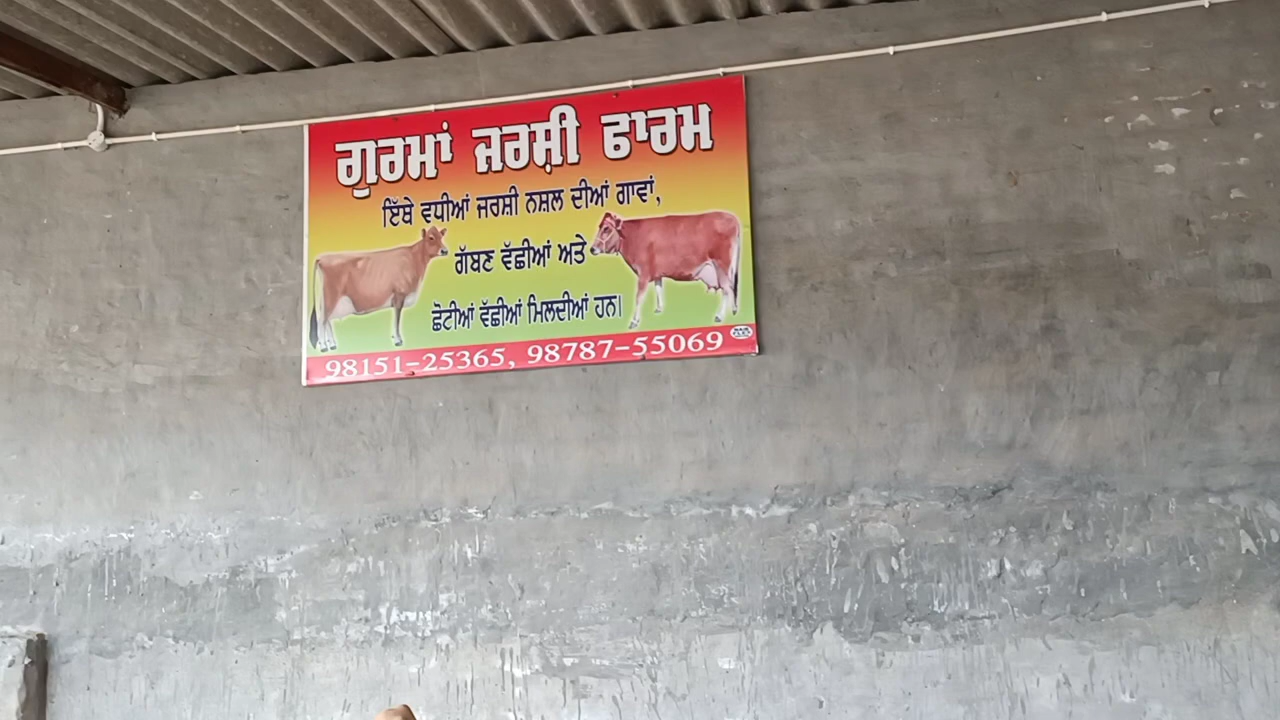 ਗੁਰਮਾਂ ਜਰਸ਼ੀ ਫਾਰਮ
ਇੱਥੇ ਵਧੀਆਂ ਜਰਸ਼ੀ ਨਸ਼ਲ ਦੀਆਂ ਗਾਵਾਂ,
ਗੱਬਣ ਵੱਛੀਆਂ ਅਤੇ
ਛੋਟੀਆਂ ਵੱਛੀਆਂ ਮਿਲਦੀਆਂ ਹਨ।
98151-25365, 98787-55069